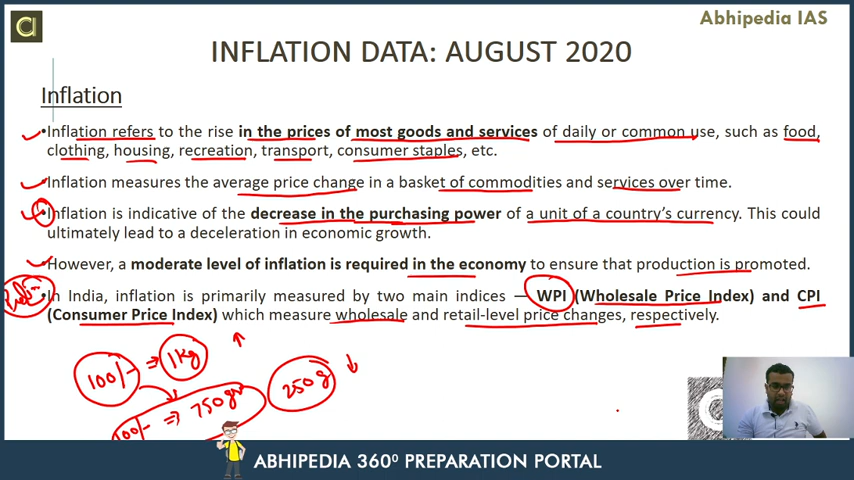 Abhipedia IAS
INFLATION DATA: AUGUST 2020
Inflation
•Inflation refers to the rise in the prices of most goods and services of daily or common use, such as food,
clothing, housing, recreation, transport, consumer staples, etc.
•Inflation measures the average price change in a basket of commodities and services over time.
•Inflation is indicative of the decrease in the purchasing power of a unit of a country's currency. This could
ultimately lead to a deceleration in economic growth.
•However, a moderate level of inflation is required in the economy to ensure that production is promoted.
•In India, inflation is primarily measured by two main indices — WPI (Wholesale Price Index) and CPI
(Consumer Price Index) which measure wholesale and retail-level price changes, respectively.
100/- ⇒ 1kg ↑
100/- ⇒ 750gm 250g ↓
ABHIPEDIA 360⁰ PREPARATION PORTAL